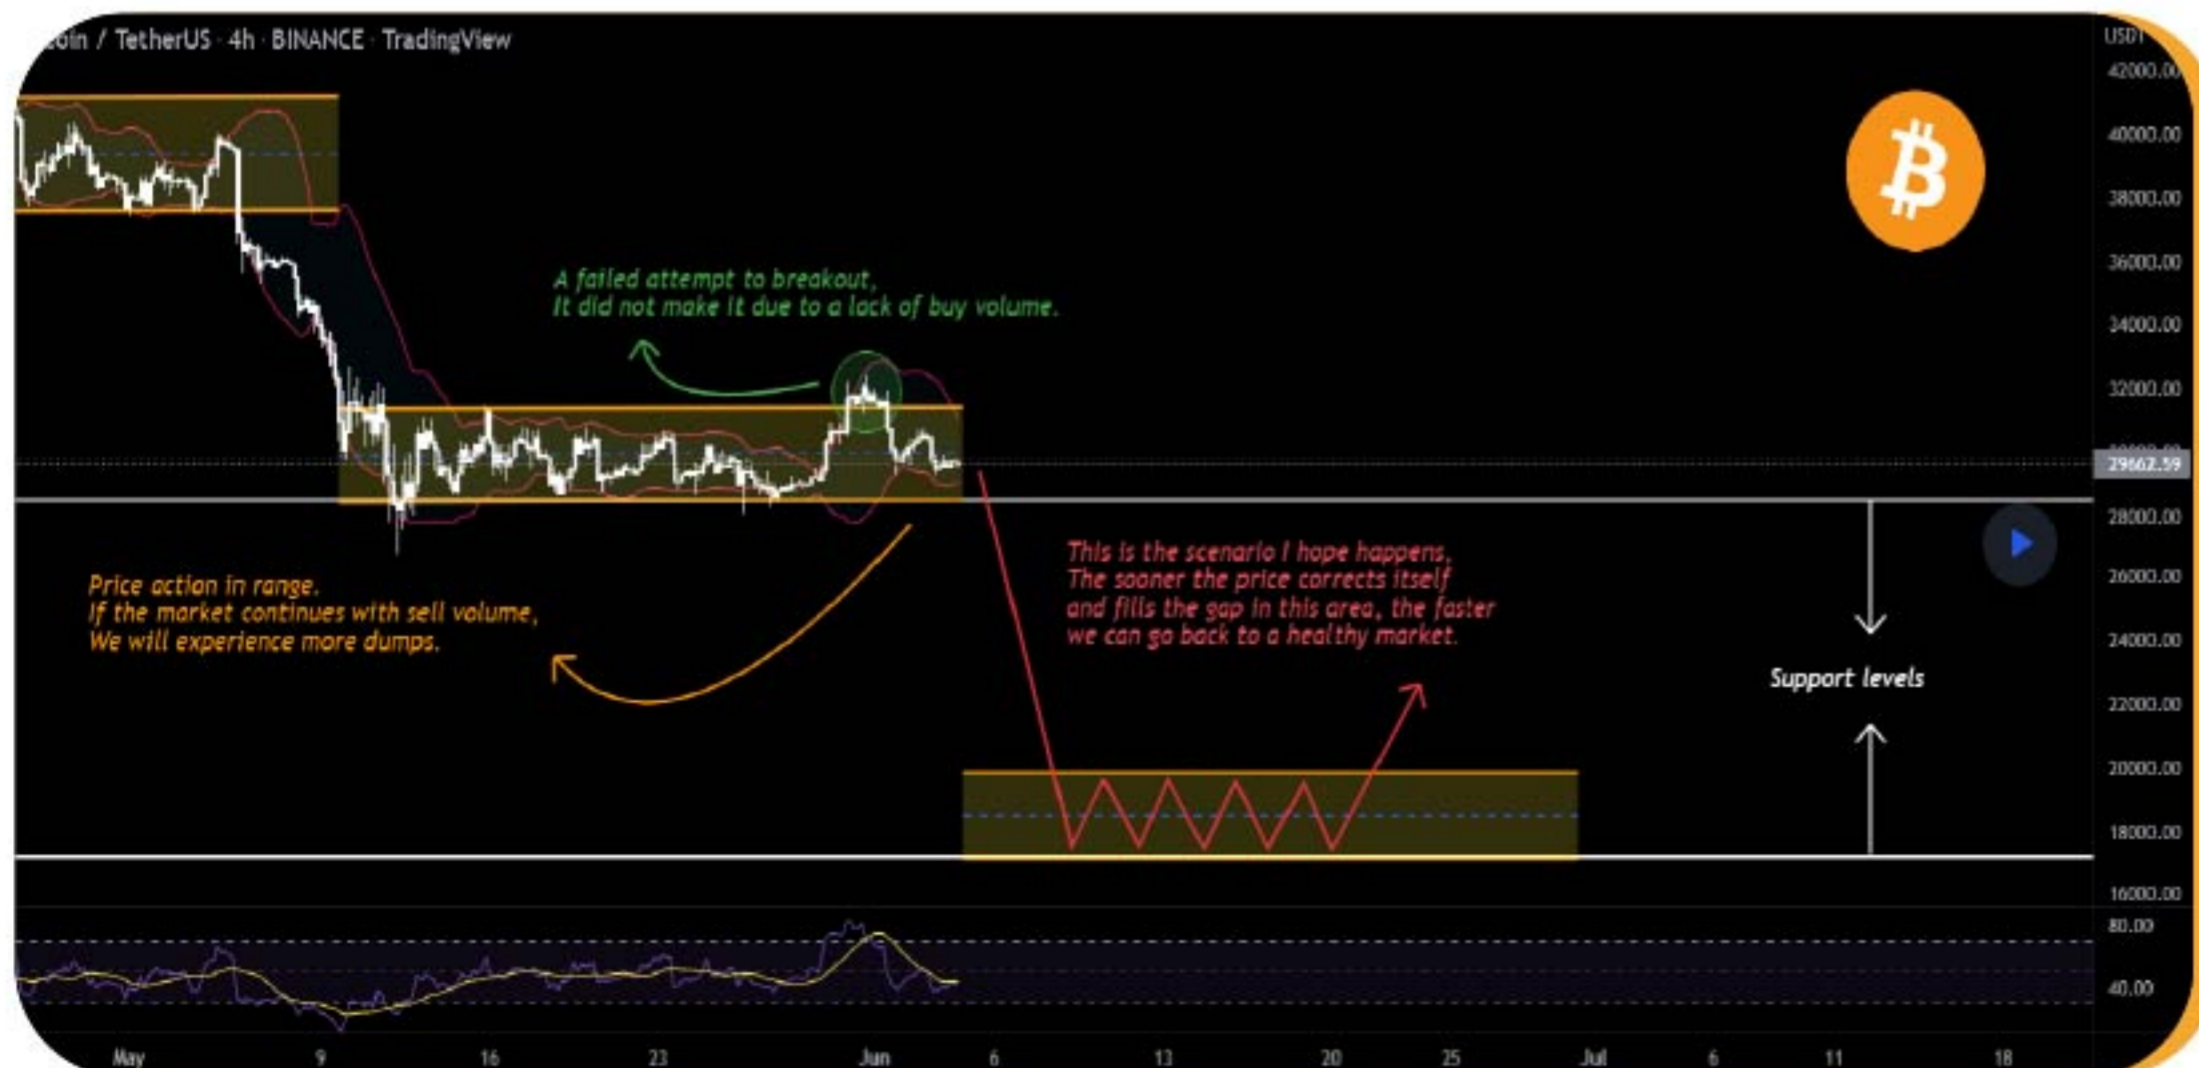 coin / TetherUS · 4h · BINANCE · TradingView
USDT
42000.00
40000.00
38000.00
36000.00
34000.00
32000.00
29662.59
28000.00
26000.00
24000.00
22000.00
20000.00
18000.00
16000.00
80.00
40.00
A failed attempt to breakout,
It did not make it due to a lack of buy volume.
Price action in range.
If the market continues with sell volume,
We will experience more dumps.
This is the scenario I hope happens,
The sooner the price corrects itself
and fills the gap in this area, the faster
we can go back to a healthy market.
Support levels
May 9 16 23 Jun 6 13 20 25 Jul 6 11 18